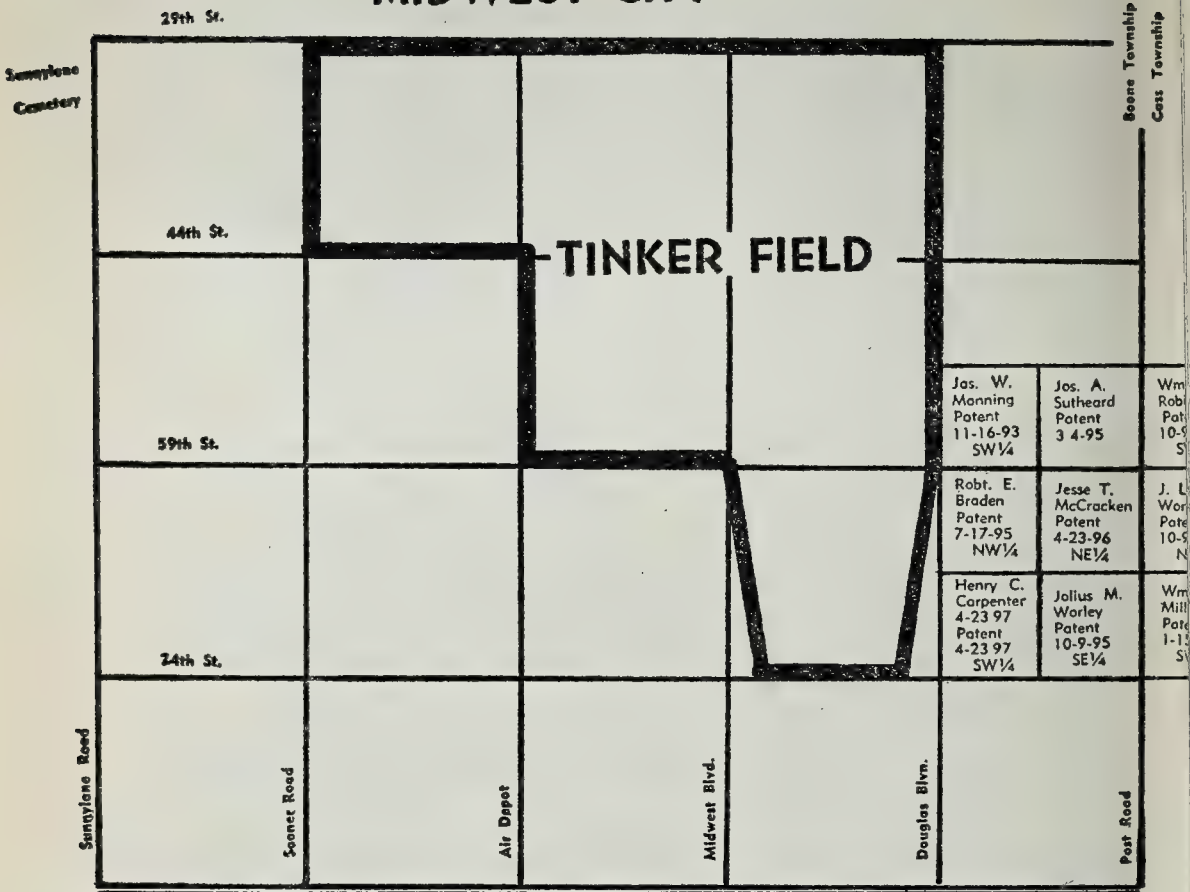 29th St.
Sunnylane
Cemetery
Boone Township
Cass Township
44th St.
TINKER FIELD
Jas. W.
Manning
Patent
11-16-93
SW¼
Jos. A.
Sutheard
Patent
3 4-95
59th St.
Robt. E.
Braden
Patent
7-17-95
NW¼
Jesse T.
McCracken
Patent
4-23-96
NE¼
Henry C.
Carpenter
4-23 97
Patent
4-23 97
SW¼
Jolius M.
Worley
Patent
10-9-95
SE¼
74th St.
Sunnylane Road
Sooner Road
Air Depot
Midwest Blvd.
Douglas Blvn.
Post Road